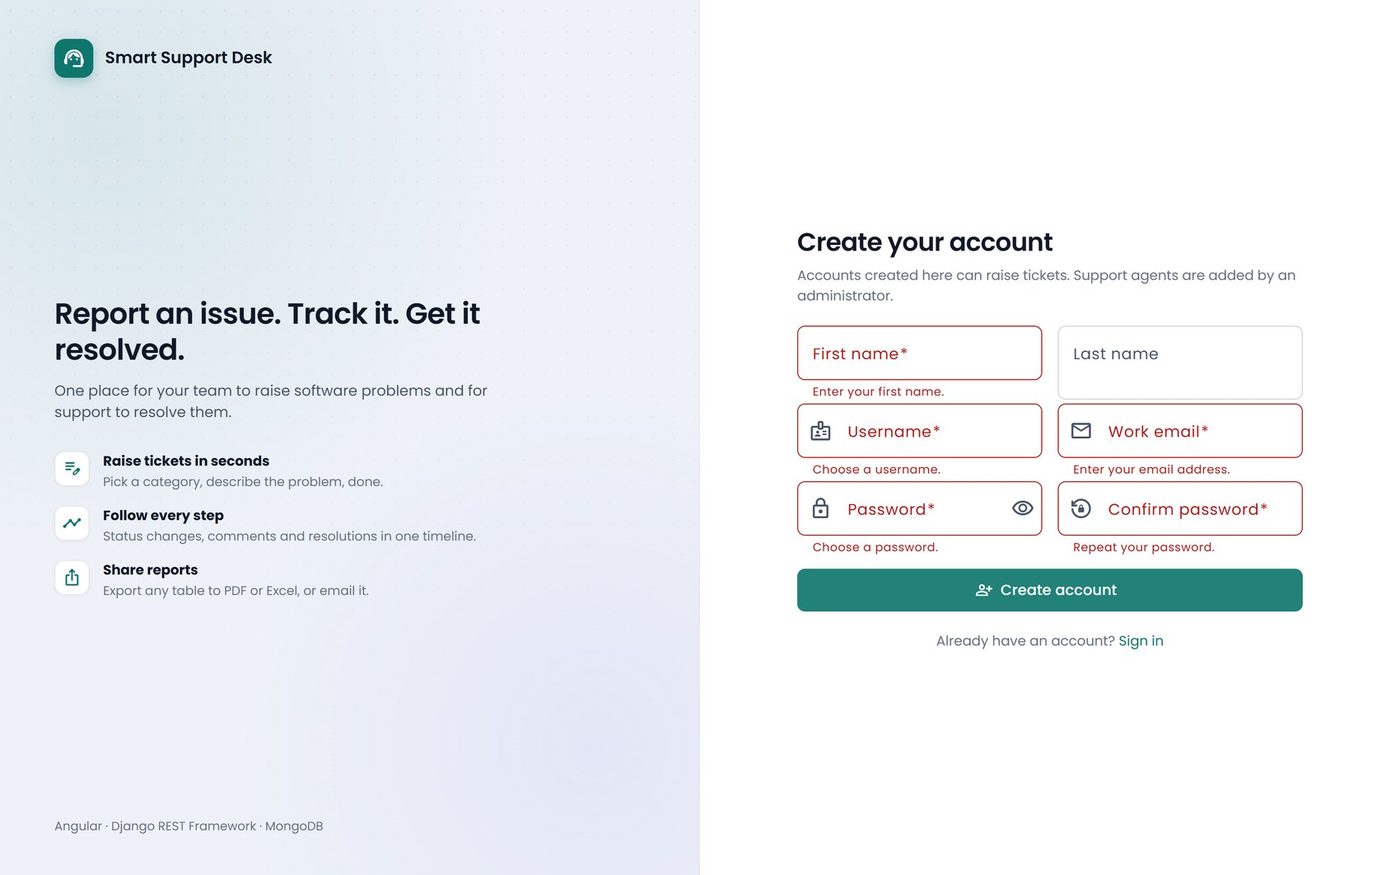 Smart Support Desk
Report an issue. Track it. Get it
resolved.
One place for your team to raise software problems and for
support to resolve them.
Raise tickets in seconds
Pick a category, describe the problem, done.
Follow every step
Status changes, comments and resolutions in one timeline.
Share reports
Export any table to PDF or Excel, or email it.
Angular · Django REST Framework · MongoDB
Create your account
Accounts created here can raise tickets. Support agents are added by an
administrator.
First name*
Last name
Enter your first name.
Username*
Work email*
Choose a username.
Enter your email address.
Password*
Confirm password*
Choose a password.
Repeat your password.
Create account
Already have an account? Sign in